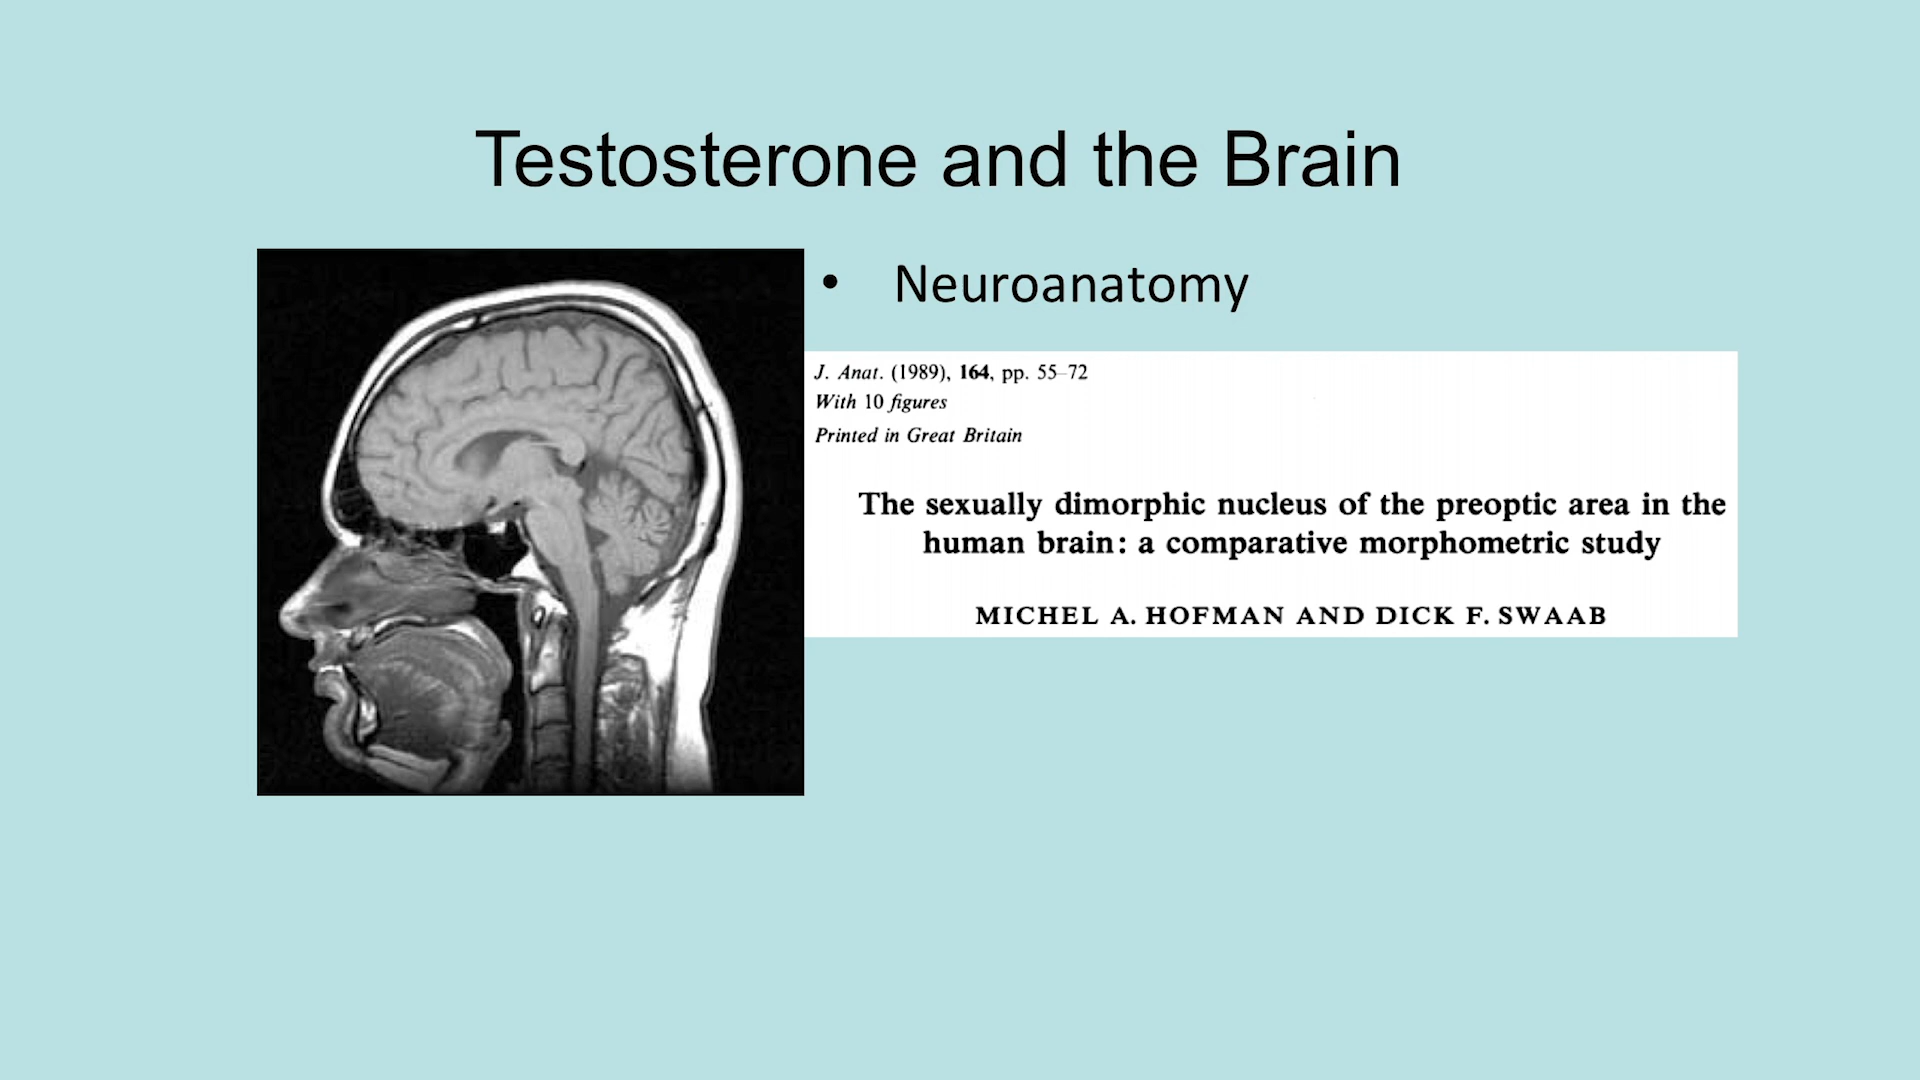 Testosterone and the Brain
• Neuroanatomy
J. Anat. (1989), 164, pp. 55–72
With 10 figures
Printed in Great Britain
The sexually dimorphic nucleus of the preoptic area in the
human brain: a comparative morphometric study
MICHEL A. HOFMAN AND DICK F. SWAAB